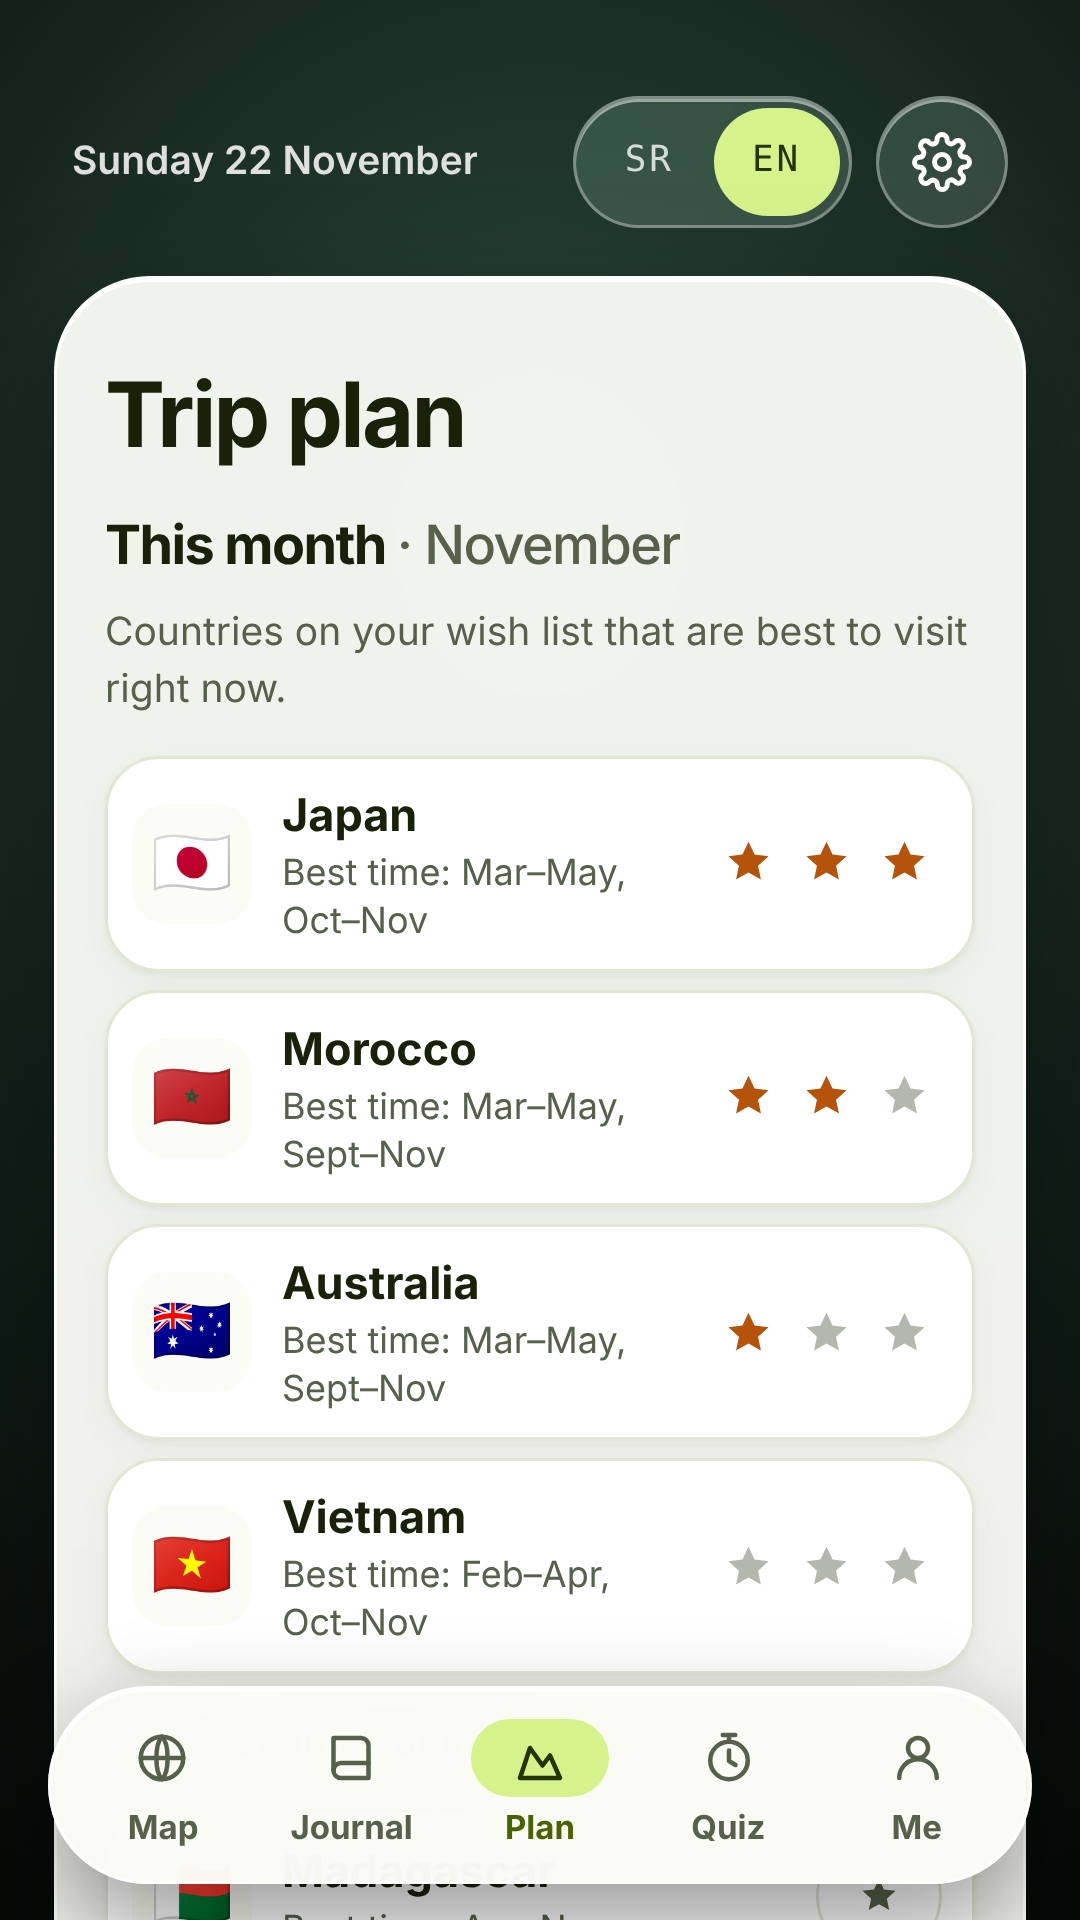 Sunday 22 November
SR
EN
Trip plan
This month · November
Countries on your wish list that are best to visit
right now.
Japan
Best time: Mar–May,
Oct–Nov
Morocco
Best time: Mar–May,
Sept–Nov
Australia
Best time: Mar–May,
Sept–Nov
Vietnam
Best time: Feb–Apr,
Oct–Nov
Map
Journal
Plan
Quiz
Me
Madagascar